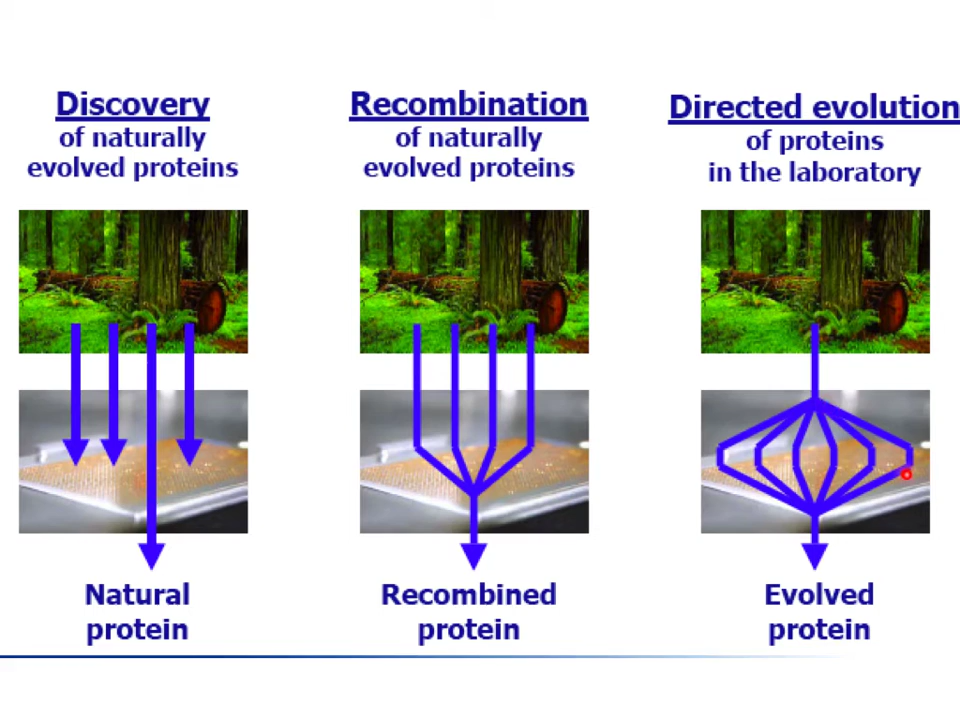 Discovery
of naturally
evolved proteins
Recombination
of naturally
evolved proteins
Directed evolution
of proteins
in the laboratory
Natural
protein
Recombined
protein
Evolved
protein